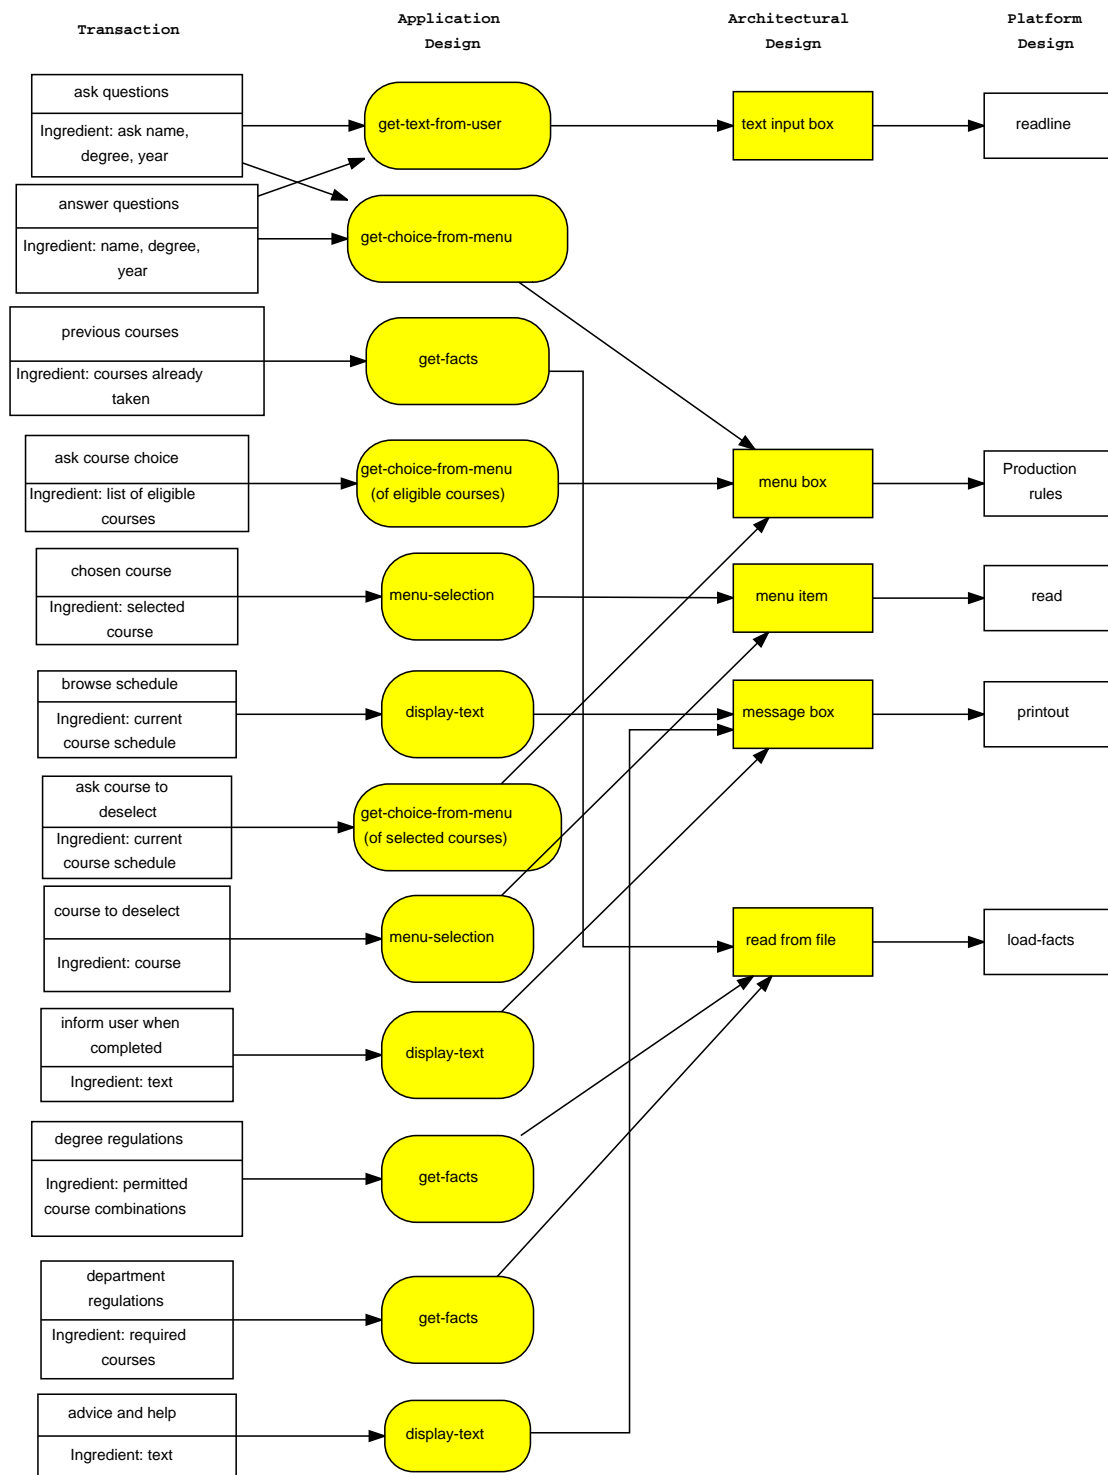 Transaction
Application
Design
Architectural
Design
Platform
Design
ask questions
Ingredient: ask name,
degree, year
get-text-from-user
text input box
readline
answer questions
Ingredient: name, degree,
year
get-choice-from-menu
previous courses
Ingredient: courses already
taken
get-facts
ask course choice
Ingredient: list of eligible
courses
get-choice-from-menu
(of eligible courses)
menu box
Production
rules
chosen course
Ingredient: selected
course
menu-selection
menu item
read
browse schedule
Ingredient: current
course schedule
display-text
message box
printout
ask course to
deselect
Ingredient: current
course schedule
get-choice-from-menu
(of selected courses)
course to deselect
Ingredient: course
menu-selection
read from file
load-facts
inform user when
completed
Ingredient: text
display-text
degree regulations
Ingredient: permitted
course combinations
get-facts
department
regulations
Ingredient: required
courses
get-facts
advice and help
Ingredient: text
display-text